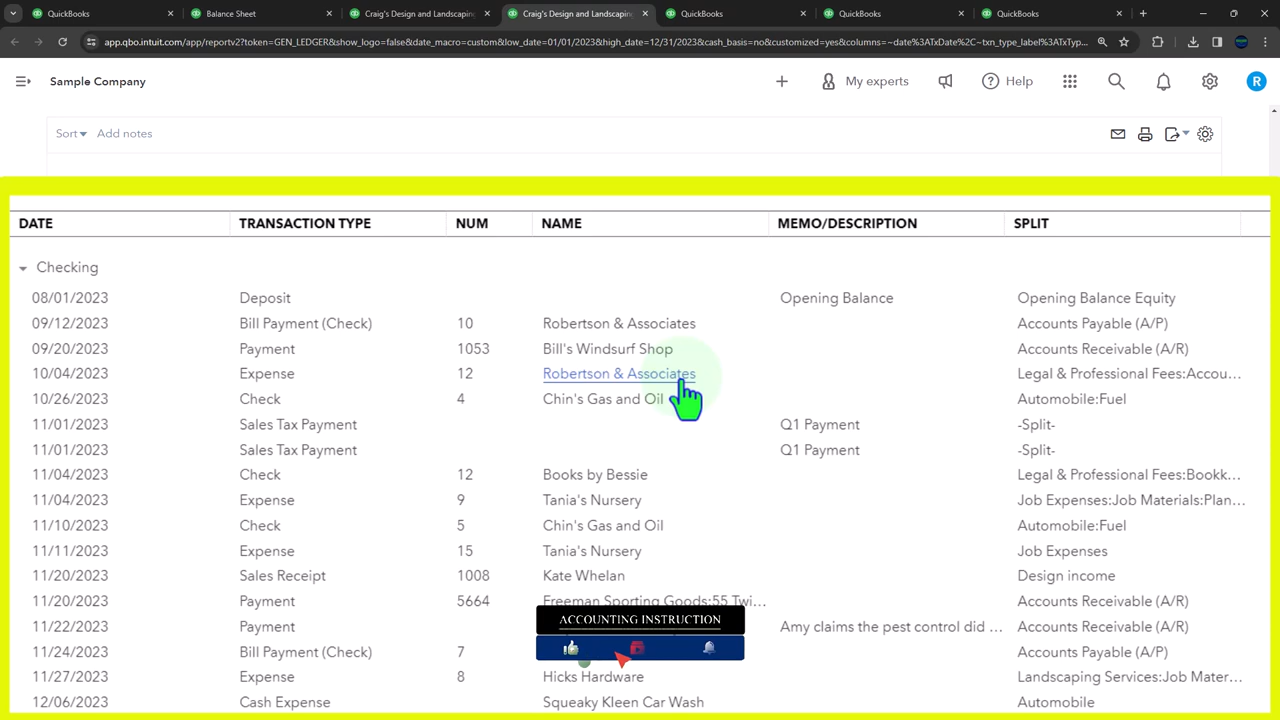 QuickBooks Balance Sheet Craig's Design and Landscaping Craig's Design and Landscaping QuickBooks QuickBooks QuickBooks
app.qbo.intuit.com/app/reportv2?token=GEN_LEDGER&show_logo=false&date_macro=custom&low_date=01/01/2023&high_date=12/31/2023&cash_basis=no&customized=yes&columns=~date%3ATxDate%2C~txn_type_label%3ATxTyp...
Sample Company My experts Help R
Sort Add notes
DATE TRANSACTION TYPE NUM NAME MEMO/DESCRIPTION SPLIT
Checking
08/01/2023 Deposit Opening Balance Opening Balance Equity
09/12/2023 Bill Payment (Check) 10 Robertson & Associates Accounts Payable (A/P)
09/20/2023 Payment 1053 Bill's Windsurf Shop Accounts Receivable (A/R)
10/04/2023 Expense 12 Robertson & Associates Legal & Professional Fees:Accou...
10/26/2023 Check 4 Chin's Gas and Oil Automobile:Fuel
11/01/2023 Sales Tax Payment Q1 Payment -Split-
11/01/2023 Sales Tax Payment Q1 Payment -Split-
11/04/2023 Check 12 Books by Bessie Legal & Professional Fees:Bookk...
11/04/2023 Expense 9 Tania's Nursery Job Expenses:Job Materials:Plan...
11/10/2023 Check 5 Chin's Gas and Oil Automobile:Fuel
11/11/2023 Expense 15 Tania's Nursery Job Expenses
11/20/2023 Sales Receipt 1008 Kate Whelan Design income
11/20/2023 Payment 5664 Freeman Sporting Goods:55 Twi... Accounts Receivable (A/R)
11/22/2023 Payment Amy claims the pest control did ... Accounts Receivable (A/R)
ACCOUNTING INSTRUCTION
11/24/2023 Bill Payment (Check) 7 Accounts Payable (A/P)
11/27/2023 Expense 8 Hicks Hardware Landscaping Services:Job Mater...
12/06/2023 Cash Expense Squeaky Kleen Car Wash Automobile